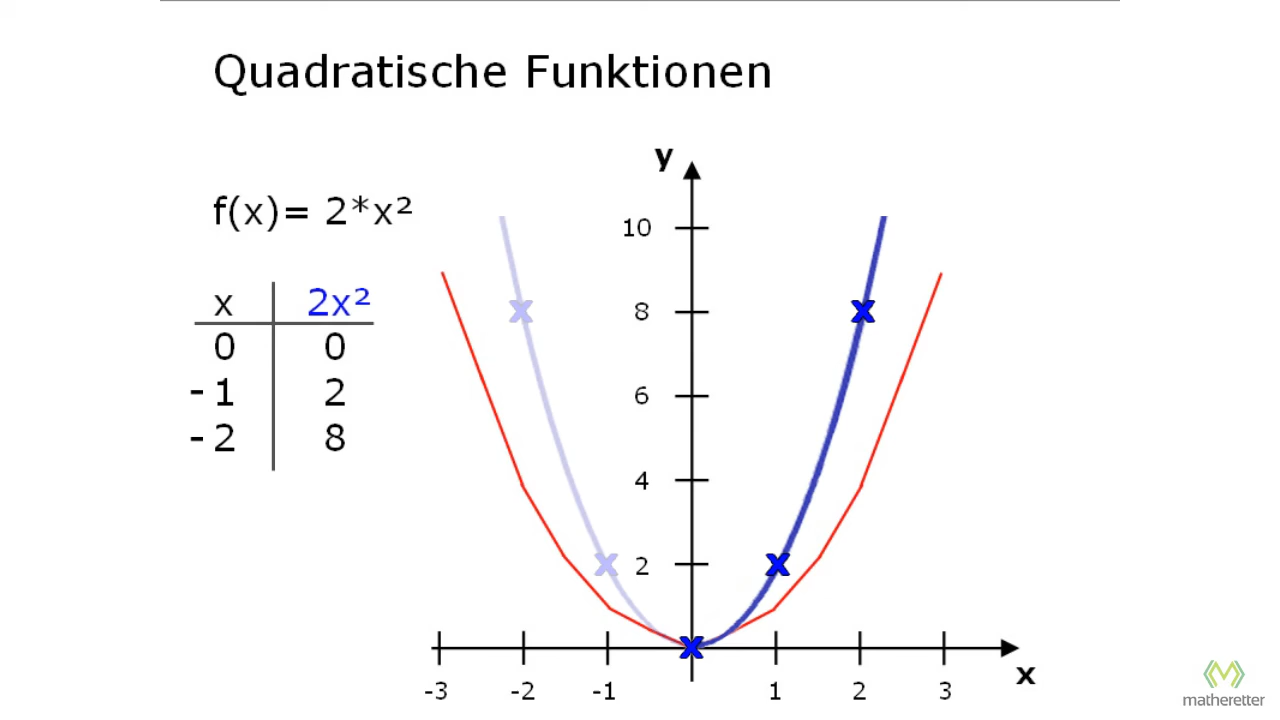 Quadratische Funktionen
f(x)= 2*x²
x 2x²
0 0
-1 2
-2 8
y
10
8
6
4
2
-3 -2 -1 1 2 3
x
matheretter